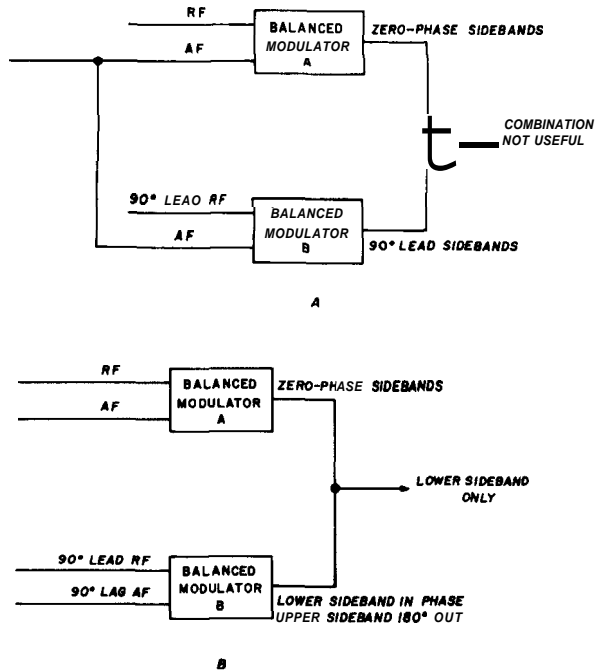 RF
BALANCED
MODULATOR
A
ZERO-PHASE SIDEBANDS
AF
t
COMBINATION
NOT USEFUL
90° LEAO RF
BALANCED
MODULATOR
B
AF
90° LEAD SIDEBANDS
A
RF
BALANCED
MODULATOR
A
ZERO-PHASE SIDEBANDS
AF
LOWER SIDEBAND
ONLY
90° LEAD RF
BALANCED
MODULATOR
B
90° LAG AF
LOWER SIDEBAND IN PHASE
UPPER SIDEBAND 180° OUT
B